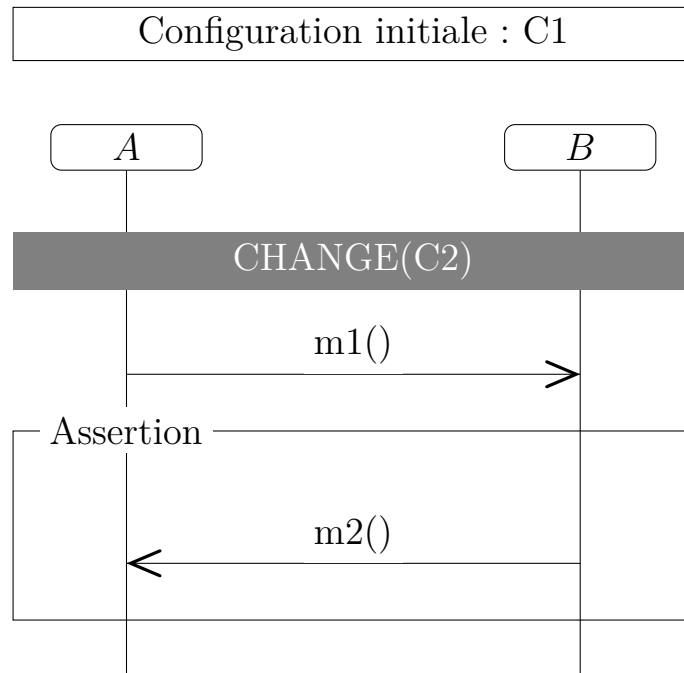 Configuration initiale : C1
A
B
CHANGE(C2)
m1()
Assertion
m2()